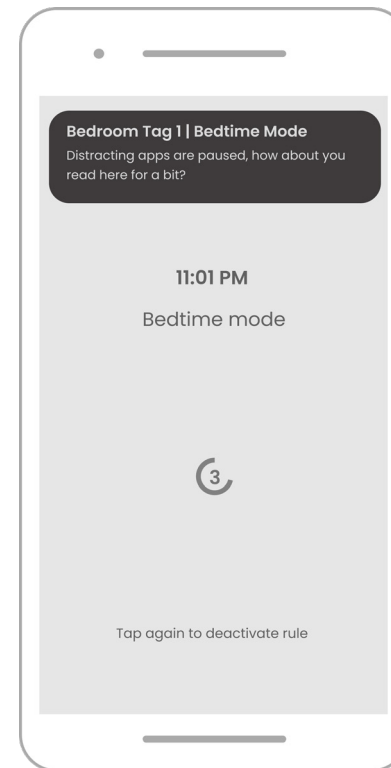 Bedroom Tag 1 | Bedtime Mode
Distracting apps are paused, how about you
read here for a bit?
11:01 PM
Bedtime mode
3
Tap again to deactivate rule